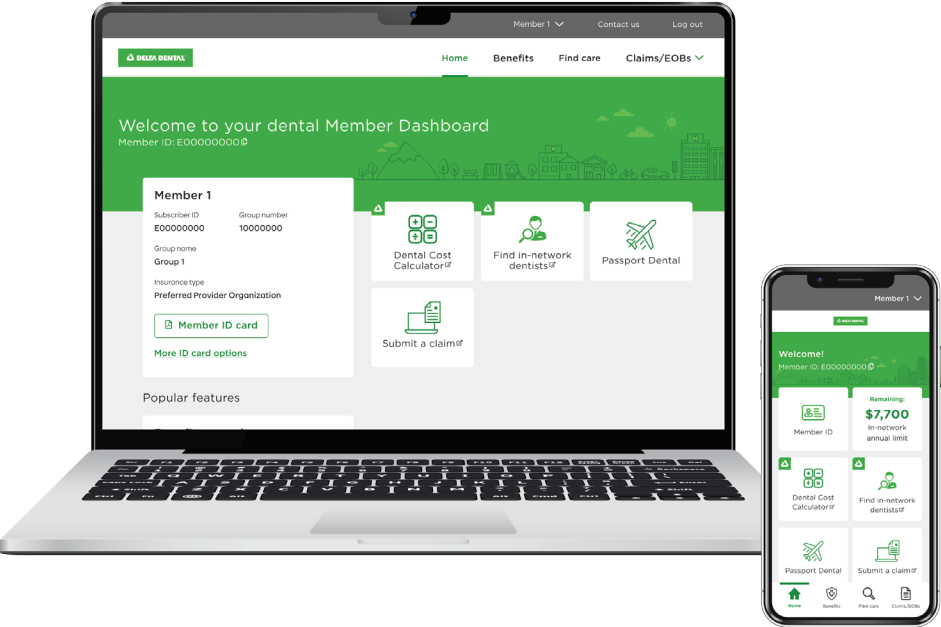 Member 1
Contact us
Log out
DELTA DENTAL
Home
Benefits
Find care
Claims/EOBs
Welcome to your dental Member Dashboard
Member ID: E00000000
Member 1
Subscriber ID
Group number
E00000000
10000000
Group name
Group 1
Insurance type
Preferred Provider Organization
Member ID card
More ID card options
Dental Cost
Calculator
Find in-network
dentists
Passport Dental
Submit a claim
Popular features
Member 1
DELTA DENTAL
Welcome!
Member ID: E00000000
Member ID
Remaining:
$7,700
In-network
annual limit
Dental Cost
Calculator
Find in-network
dentists
Passport Dental
Submit a claim
Home
Benefits
Find care
Claims/EOBs